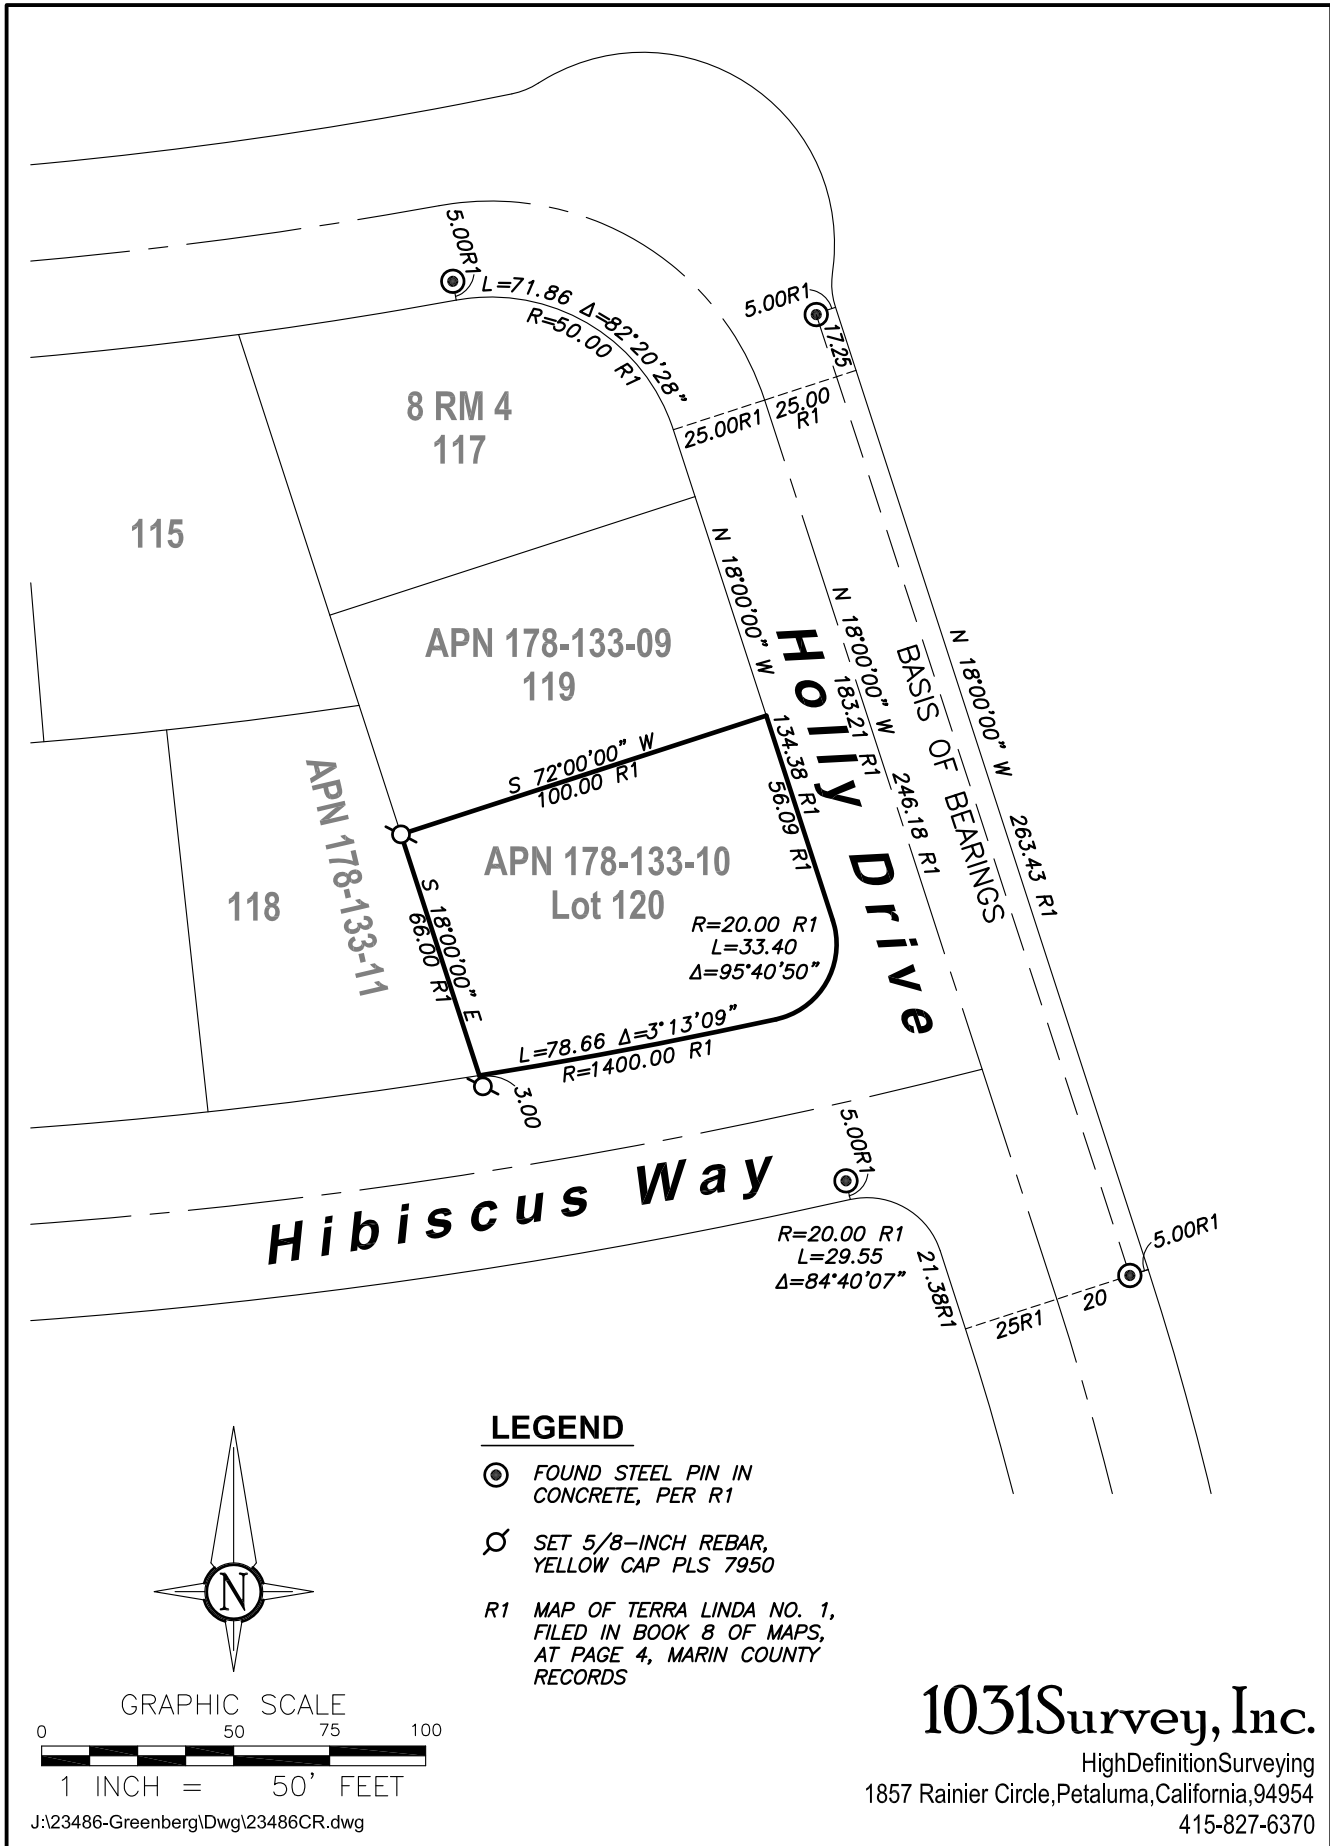 5.00R1
L=71.86 Δ=82°20'28"
R=50.00 R1
5.00R1
17.25
25.00R1
25.00
R1
8 RM 4
117
115
N 18°00'00" W
134.38 R1
56.09 R1
APN 178-133-09
119
Holly Drive
N 18°00'00" W
183.21 R1
246.18 R1
BASIS OF BEARINGS
N 18°00'00" W 263.43 R1
S 72°00'00" W
100.00 R1
APN 178-133-11
118
APN 178-133-10
Lot 120
S 18°00'00" E
66.00 R1
R=20.00 R1
L=33.40
Δ=95°40'50"
L=78.66 Δ=3°13'09"
R=1400.00 R1
3.00
5.00R1
Hibiscus Way
R=20.00 R1
L=29.55
Δ=84°40'07"
21.38R1
5.00R1
25R1
20
LEGEND
FOUND STEEL PIN IN
CONCRETE, PER R1
SET 5/8-INCH REBAR,
YELLOW CAP PLS 7950
R1 MAP OF TERRA LINDA NO. 1,
FILED IN BOOK 8 OF MAPS,
AT PAGE 4, MARIN COUNTY
RECORDS
N
GRAPHIC SCALE
0 50 75 100
1 INCH = 50' FEET
J:\23486-Greenberg\Dwg\23486CR.dwg
1031Survey, Inc.
HighDefinitionSurveying
1857 Rainier Circle,Petaluma,California,94954
415-827-6370